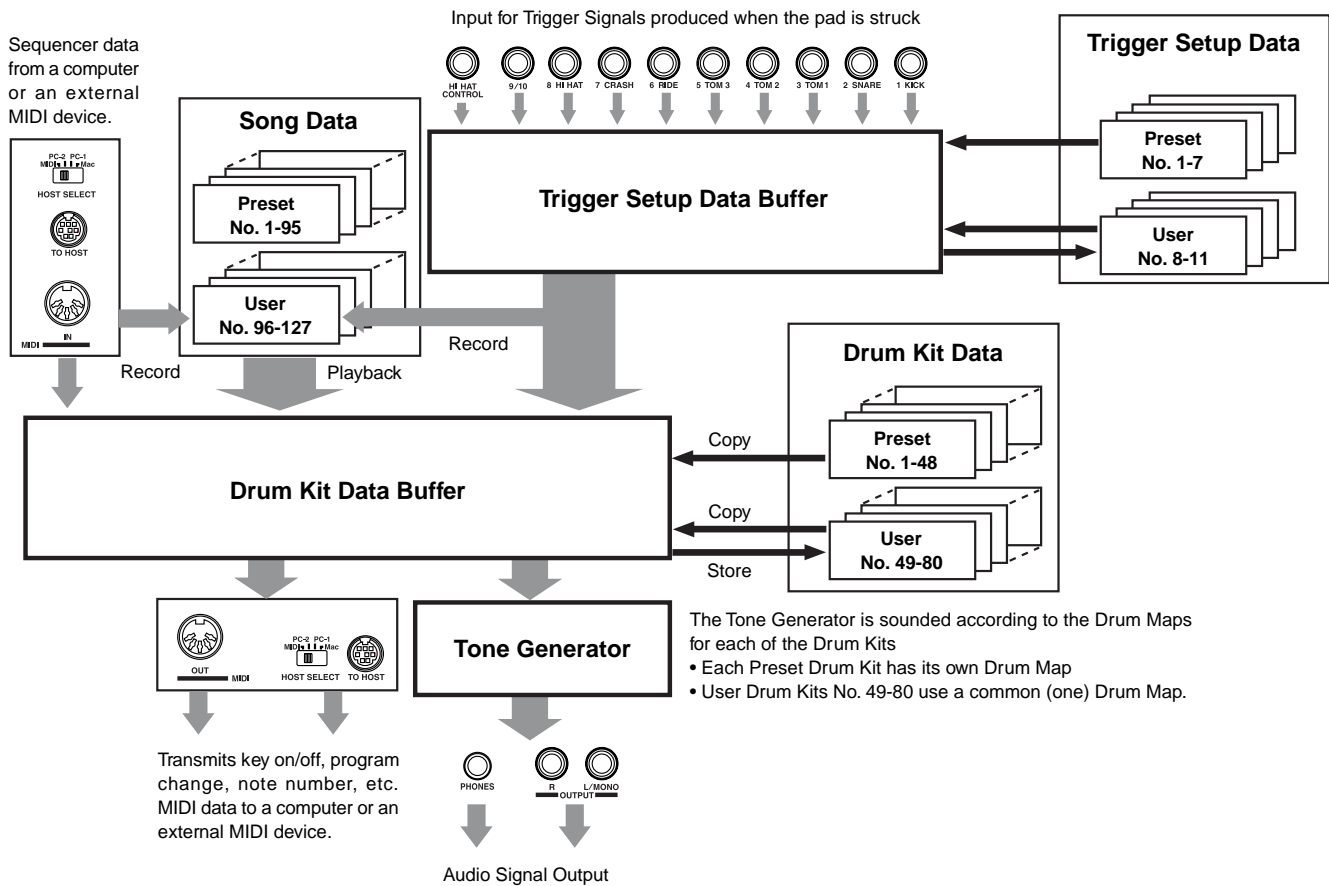 Input for Trigger Signals produced when the pad is struck
Sequencer data
from a computer
or an external
MIDI device.
HI HAT
CONTROL
9/10
8 HI HAT
7 CRASH
6 RIDE
5 TOM 3
4 TOM 2
3 TOM 1
2 SNARE
1 KICK
Trigger Setup Data
Preset
No. 1-7
User
No. 8-11
Song Data
Preset
No. 1-95
User
No. 96-127
Trigger Setup Data Buffer
PC-2 PC-1
MIDI Mac
HOST SELECT
TO HOST
IN
MIDI
Record
Playback
Record
Drum Kit Data
Preset
No. 1-48
User
No. 49-80
Copy
Copy
Store
Drum Kit Data Buffer
OUT
MIDI
PC-2 PC-1
MIDI Mac
HOST SELECT
TO HOST
Tone Generator
The Tone Generator is sounded according to the Drum Maps
for each of the Drum Kits
• Each Preset Drum Kit has its own Drum Map
• User Drum Kits No. 49-80 use a common (one) Drum Map.
Transmits key on/off, program
change, note number, etc.
MIDI data to a computer or an
external MIDI device.
PHONES
R
L/MONO
OUTPUT
Audio Signal Output